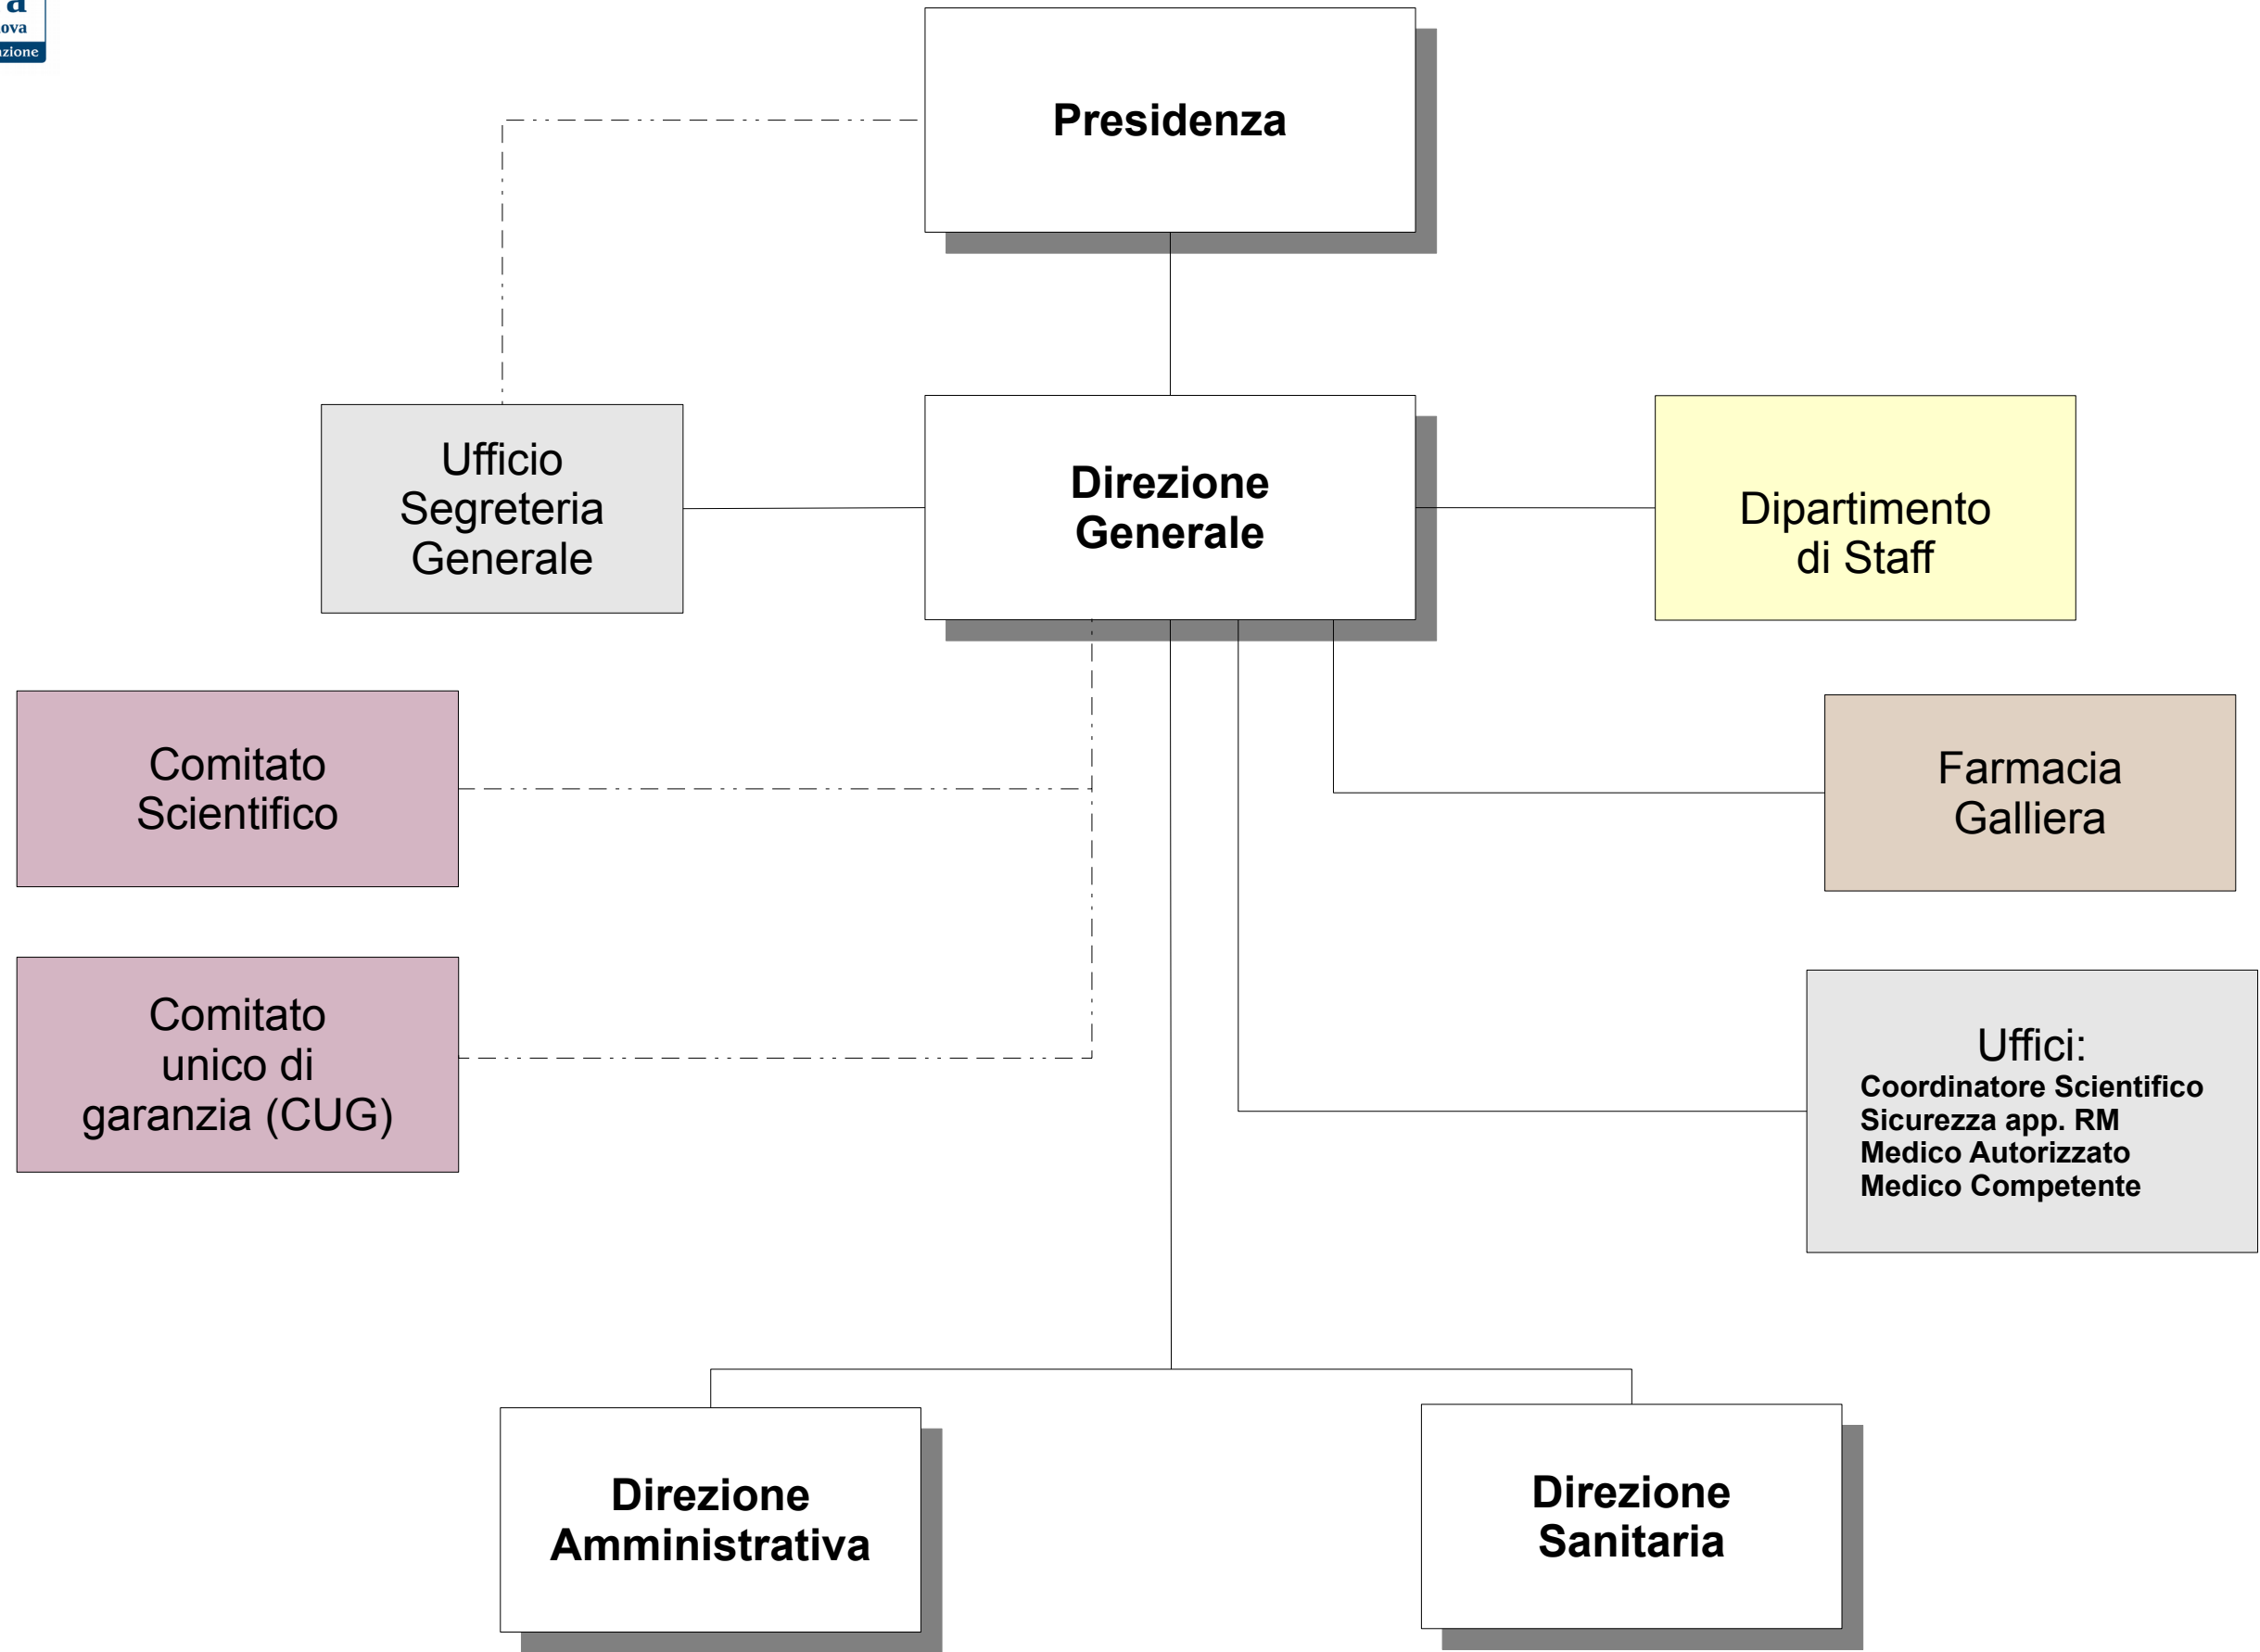 Presidenza
Ufficio
Segreteria
Generale
Direzione
Generale
Dipartimento
di Staff
Comitato
Scientifico
Farmacia
Galliera
Comitato
unico di
garanzia (CUG)
Uffici:
Coordinatore Scientifico
Sicurezza app. RM
Medico Autorizzato
Medico Competente
Direzione
Amministrativa
Direzione
Sanitaria